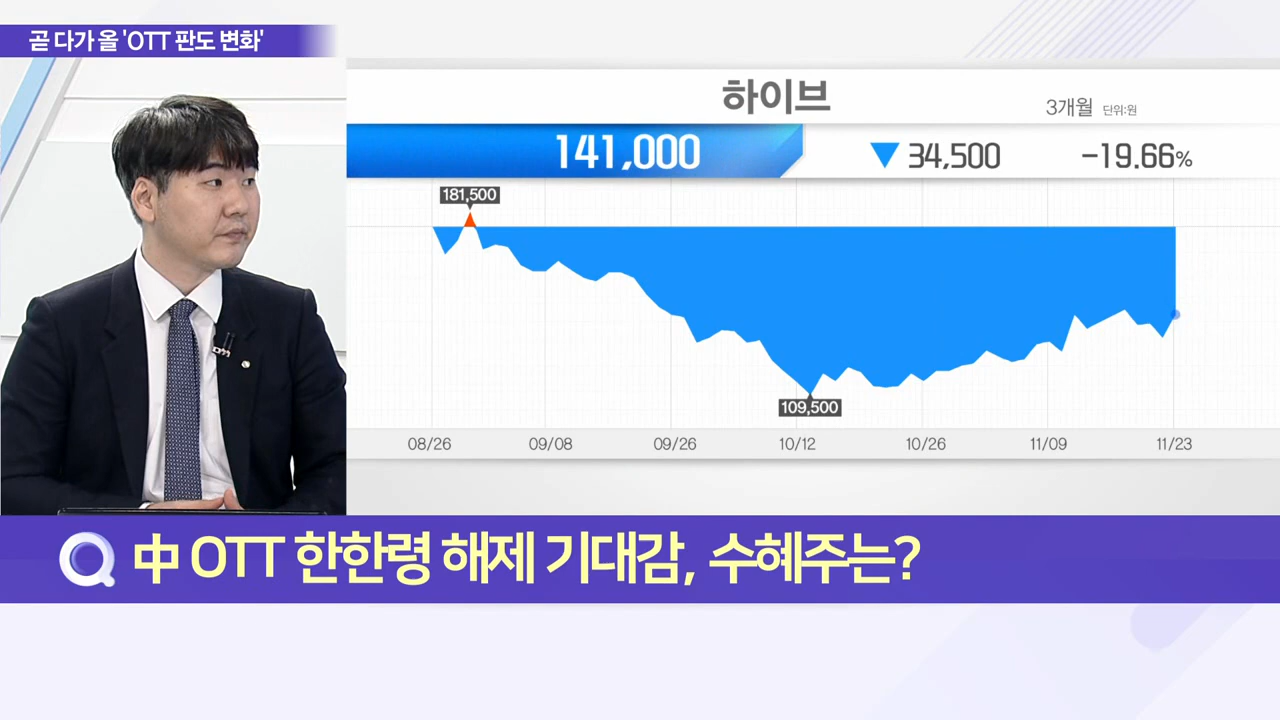 곧 다가 올 'OTT 판도 변화'
하이브
3개월 단위:원
141,000 ▼ 34,500 -19.66%
181,500
109,500
08/26 09/08 09/26 10/12 10/26 11/09 11/23
Q 中 OTT 한한령 해제 기대감, 수혜주는?